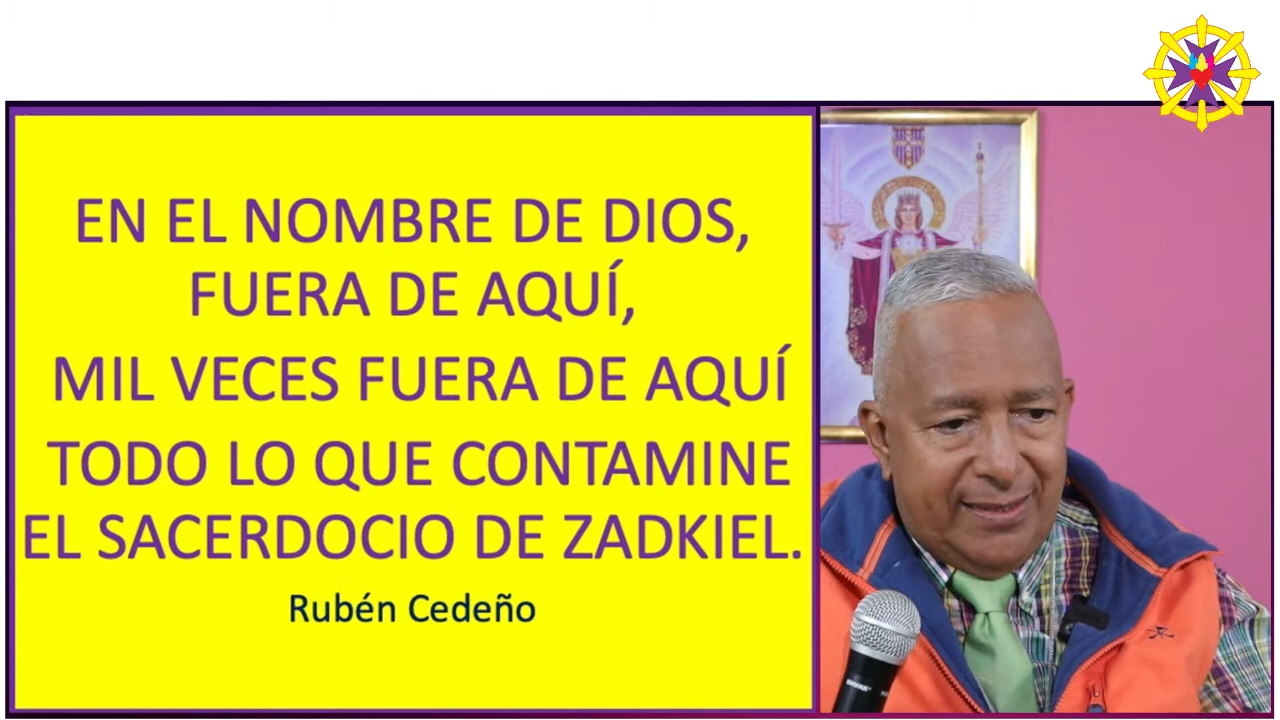 EN EL NOMBRE DE DIOS,
FUERA DE AQUÍ,
MIL VECES FUERA DE AQUÍ
TODO LO QUE CONTAMINE
EL SACERDOCIO DE ZADKIEL.
Rubén Cedeño
SHURE